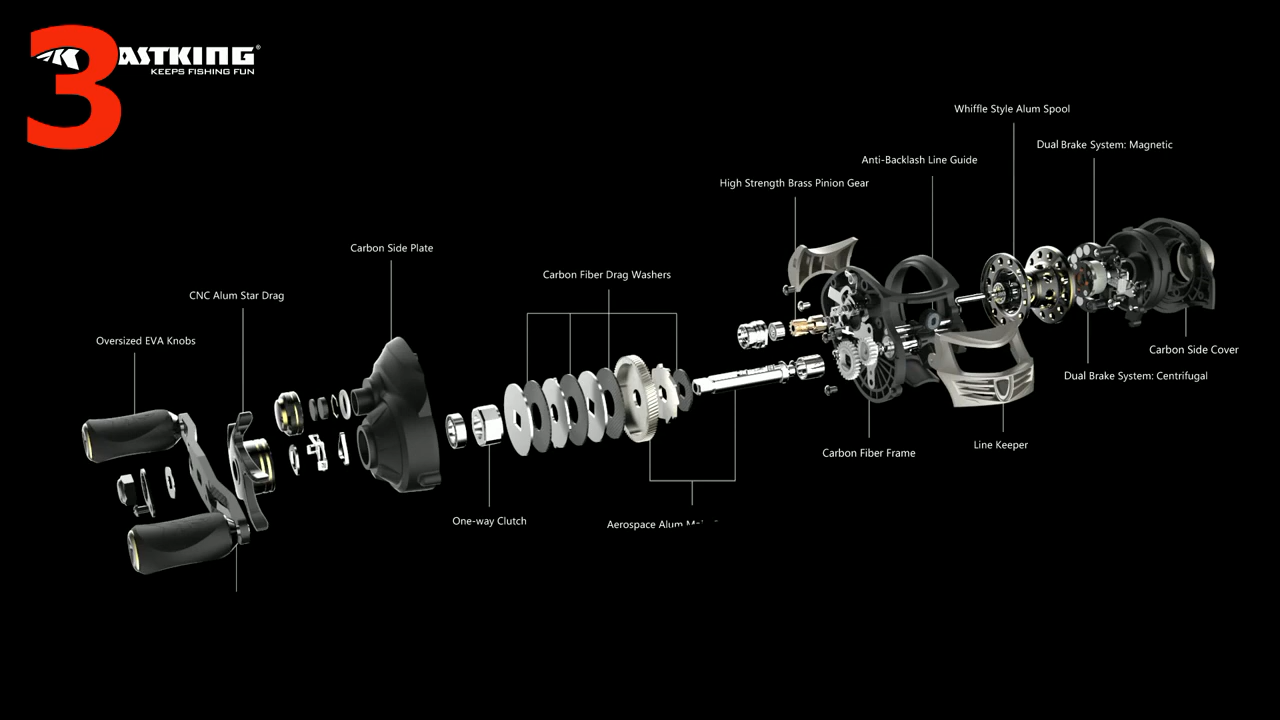 3
ASTKING®
KEEPS FISHING FUN
Whiffle Style Alum Spool
Dual Brake System: Magnetic
Anti-Backlash Line Guide
High Strength Brass Pinion Gear
Carbon Side Plate
Carbon Fiber Drag Washers
CNC Alum Star Drag
Oversized EVA Knobs
Carbon Side Cover
Dual Brake System: Centrifugal
Line Keeper
Carbon Fiber Frame
One-way Clutch
Aerospace Alum